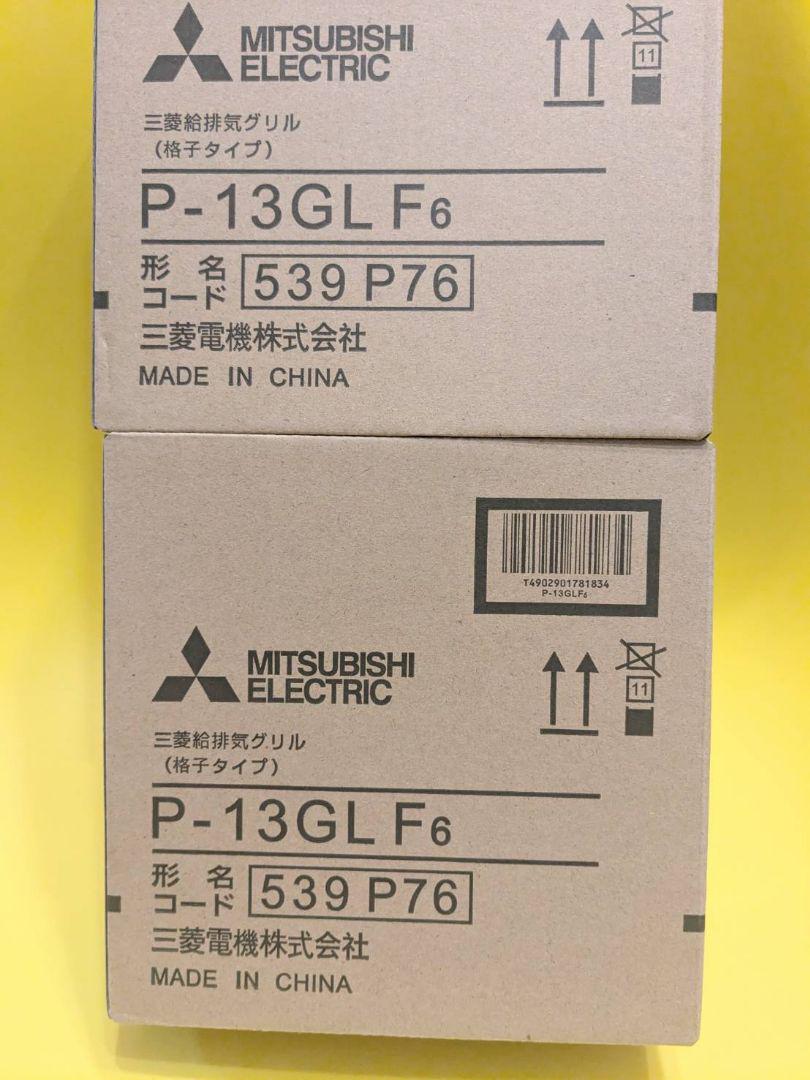 MITSUBISHI
ELECTRIC
11
三菱給排気グリル
（格子タイプ）
P-13GL F6
形名
コード 539 P76
三菱電機株式会社
MADE IN CHINA
T4902901781834
P-13GLF6
MITSUBISHI
ELECTRIC
11
三菱給排気グリル
（格子タイプ）
P-13GL F6
形名
コード 539 P76
三菱電機株式会社
MADE IN CHINA